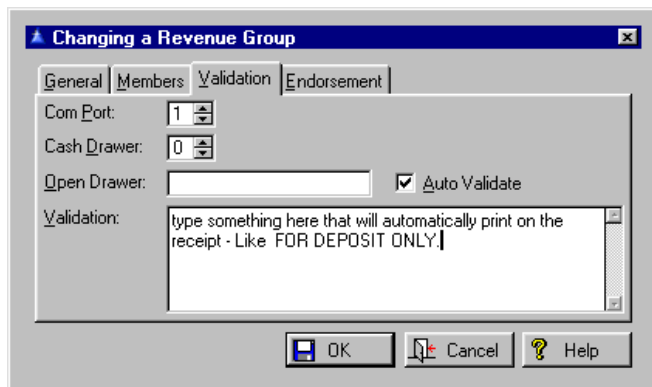 Changing a Revenue Group
General Members Validation Endorsement
Com Port: 1
Cash Drawer: 0
Open Drawer: Auto Validate
Validation: type something here that will automatically print on the
receipt - Like  FOR DEPOSIT ONLY.
OK Cancel Help